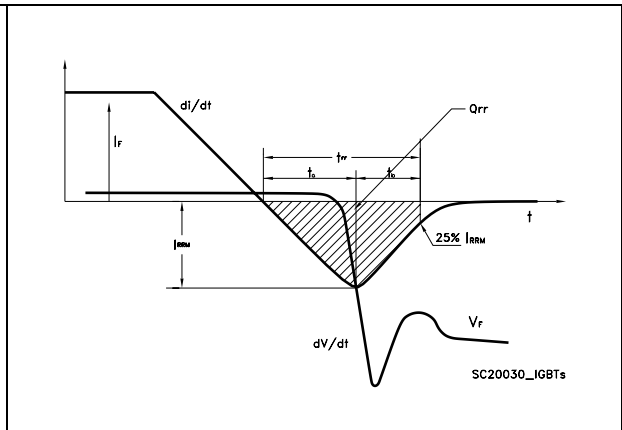 di/dt
Qrr
IF
trr
ta
tb
t
IRRM
25% IRRM
dV/dt
VF
SC20030_IGBTs